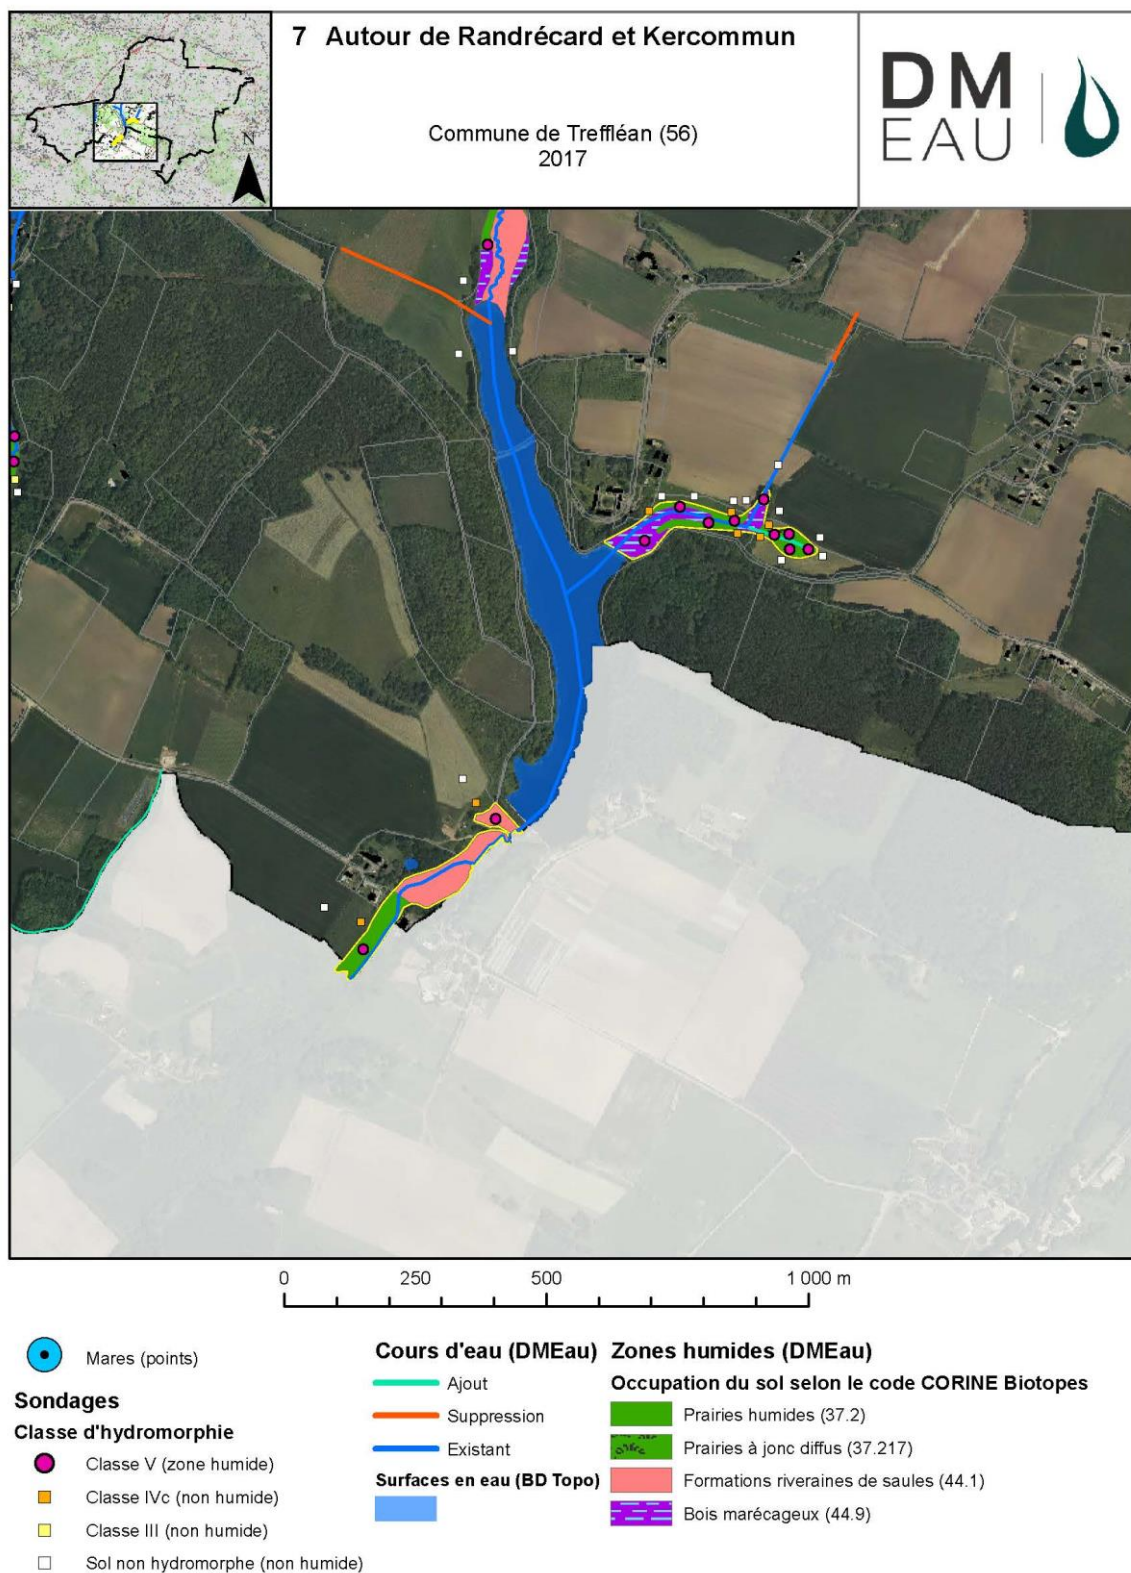 7 Autour de Randrécard et Kercommun
Commune de Treffléan (56)
2017
N
DM
EAU
0 250 500 1 000 m
Mares (points)
Sondages
Classe d'hydromorphie
Classe V (zone humide)
Classe IVc (non humide)
Classe III (non humide)
Sol non hydromorphe (non humide)
Cours d'eau (DMEau)
Ajout
Suppression
Existant
Surfaces en eau (BD Topo)
Zones humides (DMEau)
Occupation du sol selon le code CORINE Biotopes
Prairies humides (37.2)
Prairies à jonc diffus (37.217)
Formations riveraines de saules (44.1)
Bois marécageux (44.9)